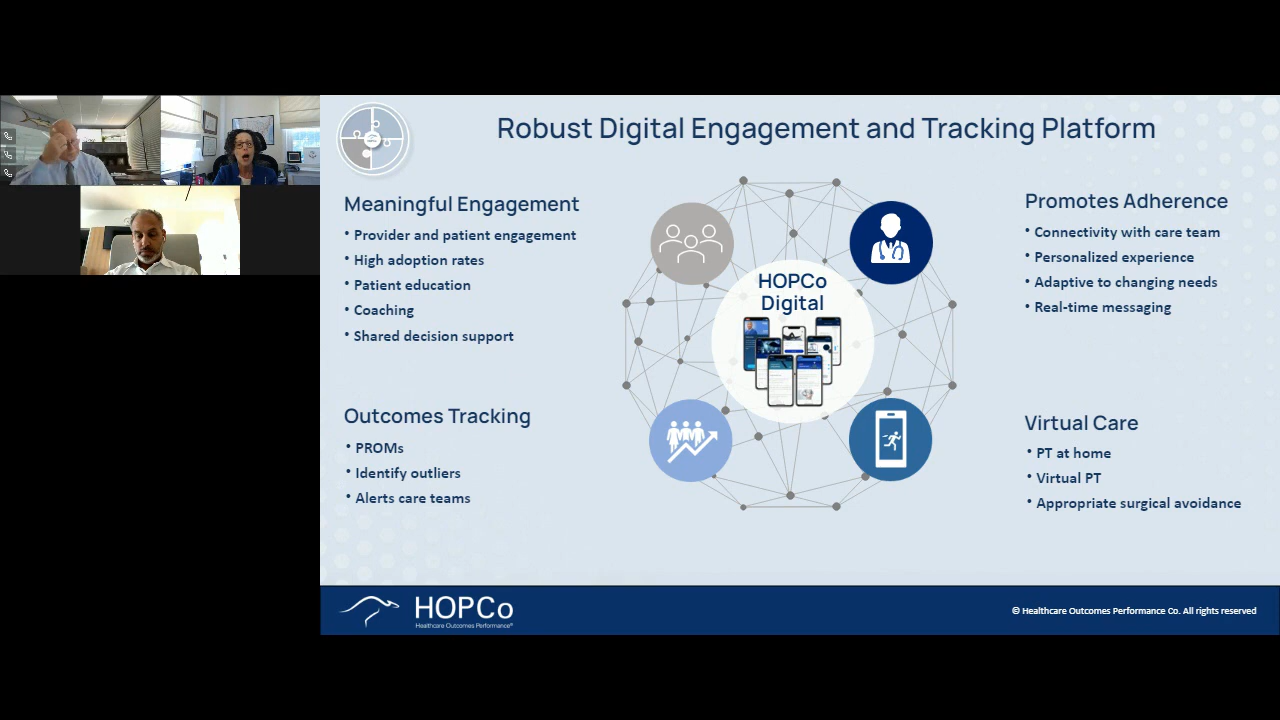 Robust Digital Engagement and Tracking Platform
Meaningful Engagement
• Provider and patient engagement
• High adoption rates
• Patient education
• Coaching
• Shared decision support
Outcomes Tracking
• PROMs
• Identify outliers
• Alerts care teams
HOPCo
Digital
Promotes Adherence
• Connectivity with care team
• Personalized experience
• Adaptive to changing needs
• Real-time messaging
Virtual Care
• PT at home
• Virtual PT
• Appropriate surgical avoidance
HOPCo
Healthcare Outcomes Performance®
© Healthcare Outcomes Performance Co. All rights reserved